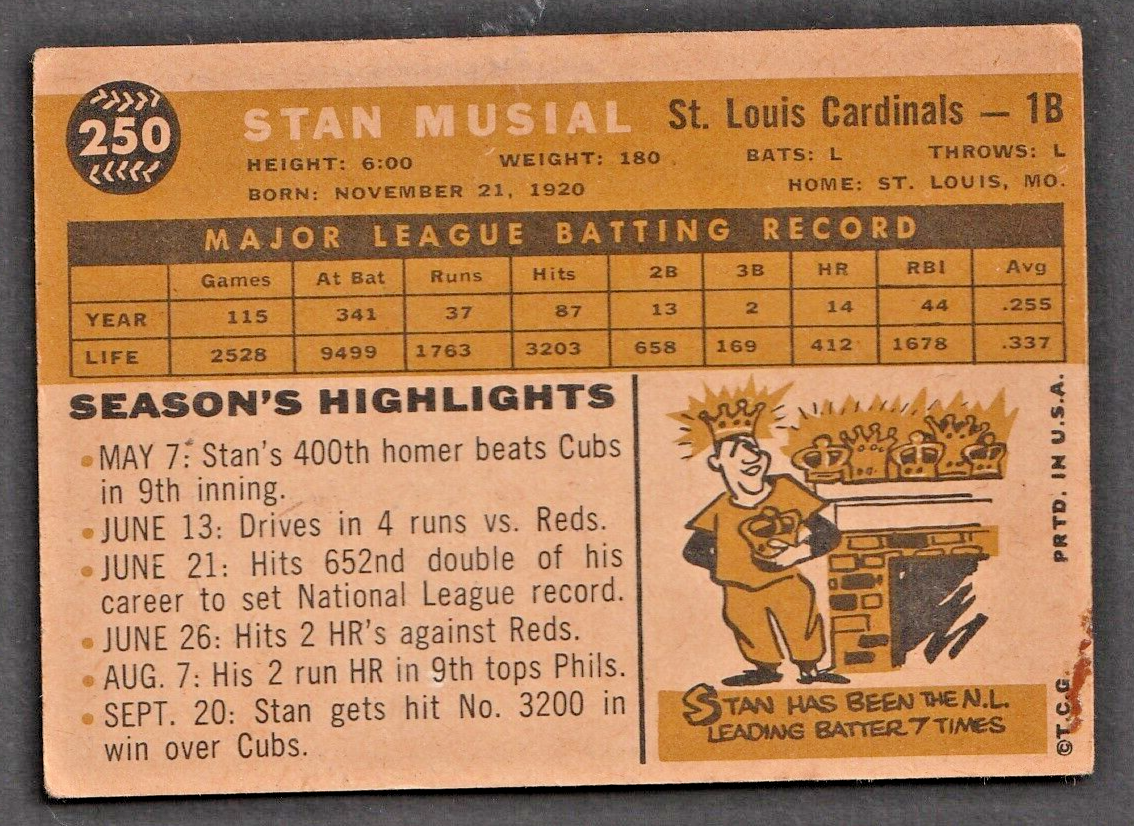 250
STAN MUSIAL St. Louis Cardinals — 1B
HEIGHT: 6:00 WEIGHT: 180 BATS: L THROWS: L
BORN: NOVEMBER 21, 1920 HOME: ST. LOUIS, MO.
MAJOR LEAGUE BATTING RECORD
Games At Bat Runs Hits 2B 3B HR RBI Avg
YEAR 115 341 37 87 13 2 14 44 .255
LIFE 2528 9499 1763 3203 658 169 412 1678 .337
SEASON'S HIGHLIGHTS
• MAY 7: Stan's 400th homer beats Cubs
in 9th inning.
• JUNE 13: Drives in 4 runs vs. Reds.
• JUNE 21: Hits 652nd double of his
career to set National League record.
• JUNE 26: Hits 2 HR's against Reds.
• AUG. 7: His 2 run HR in 9th tops Phils.
• SEPT. 20: Stan gets hit No. 3200 in
win over Cubs.
STAN HAS BEEN THE N.L.
LEADING BATTER 7 TIMES
©T.C.G. PRTD. IN U.S.A.